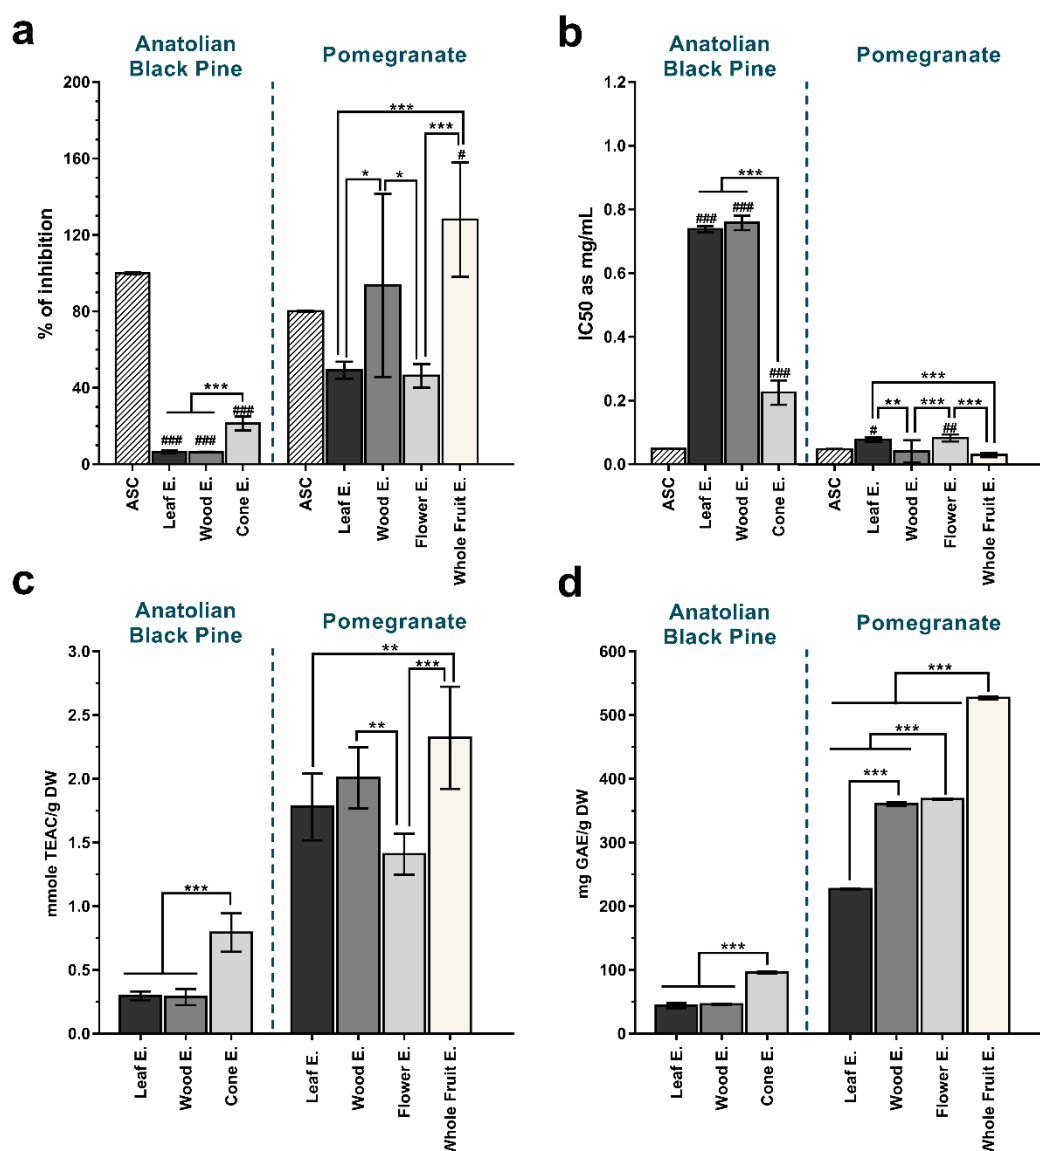 a
Anatolian
Black Pine
Pomegranate
% of inhibition
200
160
120
80
40
0
***
***
#
*
*
***
###
###
###
ASC
Leaf E.
Wood E.
Cone E.
ASC
Leaf E.
Wood E.
Flower E.
Whole Fruit E.
b
Anatolian
Black Pine
Pomegranate
IC50 as mg/mL
1.2
1.0
0.8
0.6
0.4
0.2
0.0
***
###
###
###
***
**
***
***
#
##
ASC
Leaf E.
Wood E.
Cone E.
ASC
Leaf E.
Wood E.
Flower E.
Whole Fruit E.
c
Anatolian
Black Pine
Pomegranate
mmole TEAC/g DW
3.0
2.5
2.0
1.5
1.0
0.5
0.0
**
***
**
***
Leaf E.
Wood E.
Cone E.
Leaf E.
Wood E.
Flower E.
Whole Fruit E.
d
Anatolian
Black Pine
Pomegranate
mg GAE/g DW
600
500
400
300
200
100
0
***
***
***
***
Leaf E.
Wood E.
Cone E.
Leaf E.
Wood E.
Flower E.
Whole Fruit E.